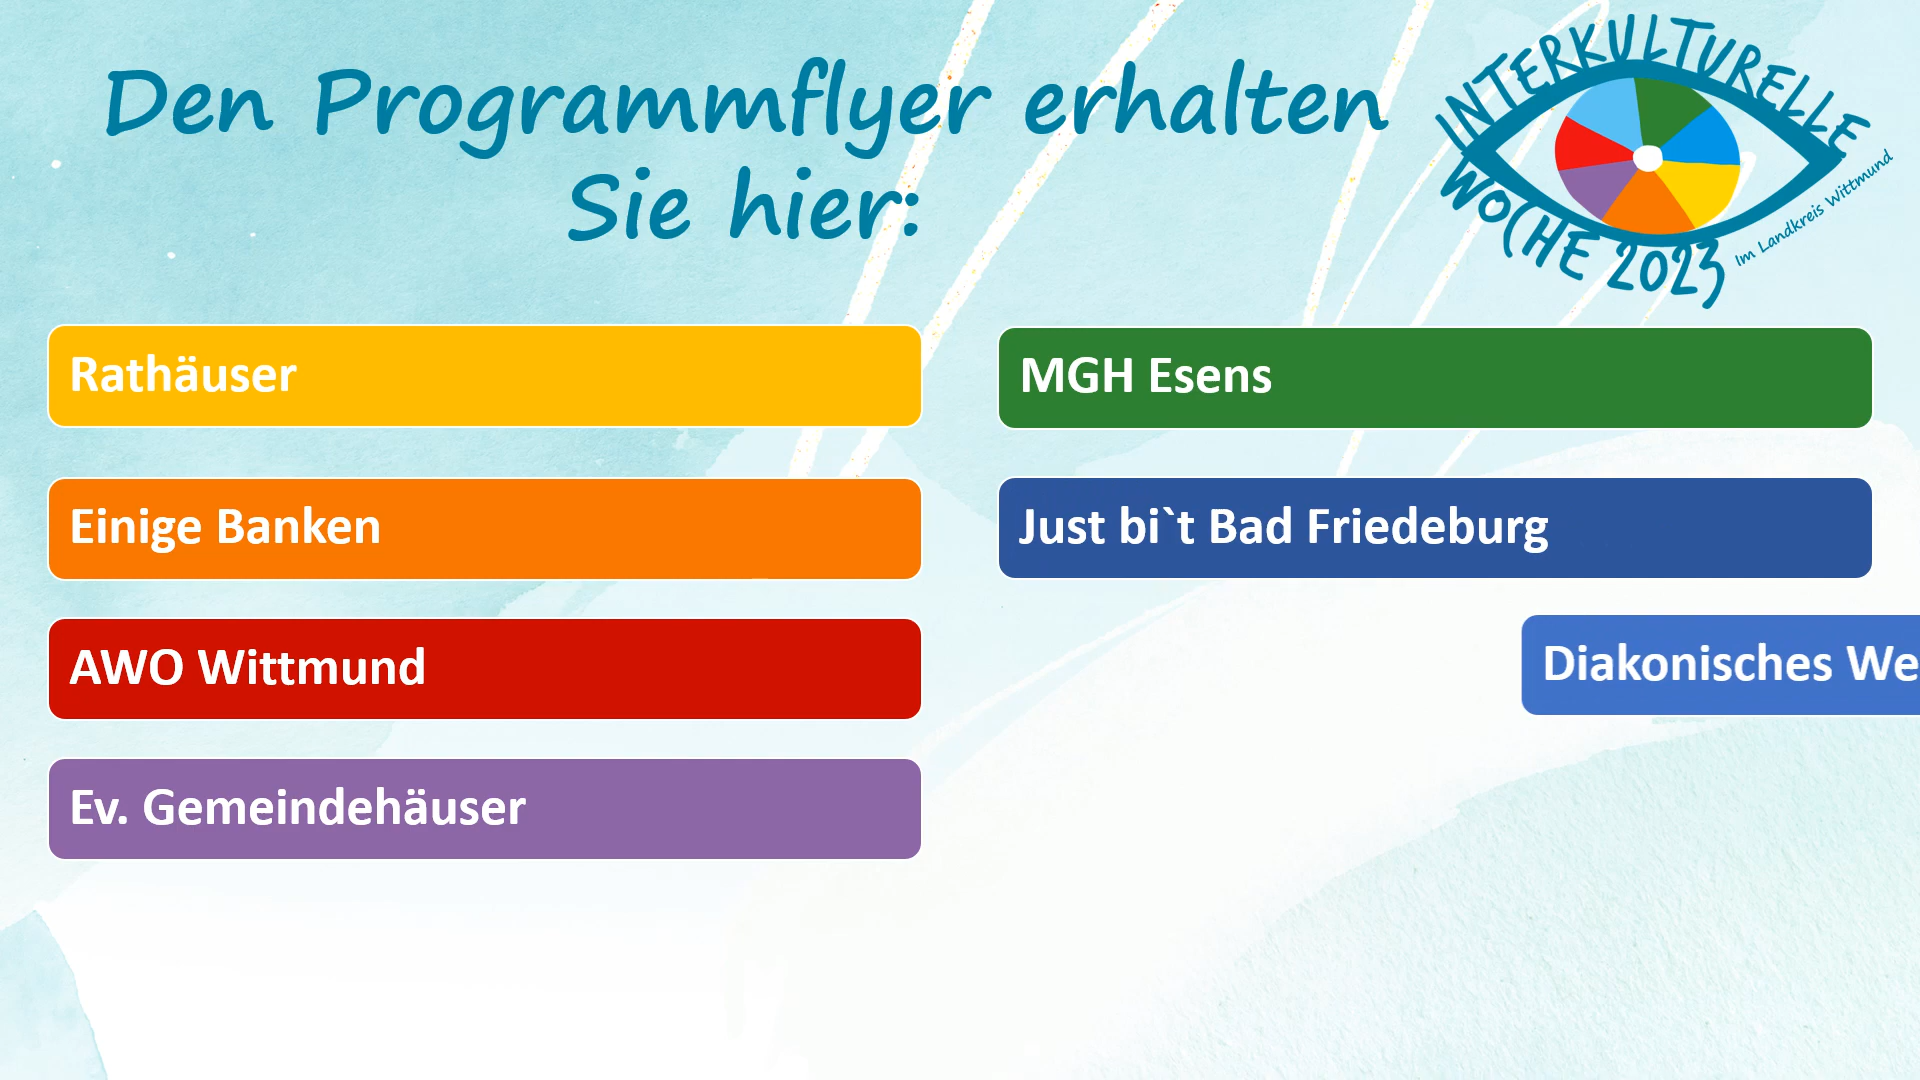 Den Programmflyer erhalten
Sie hier:
INTERKULTURELLE
WOCHE 2023
Im Landkreis Wittmund
Rathäuser
Einige Banken
AWO Wittmund
Ev. Gemeindehäuser
MGH Esens
Just bi`t Bad Friedeburg
Diakonisches We